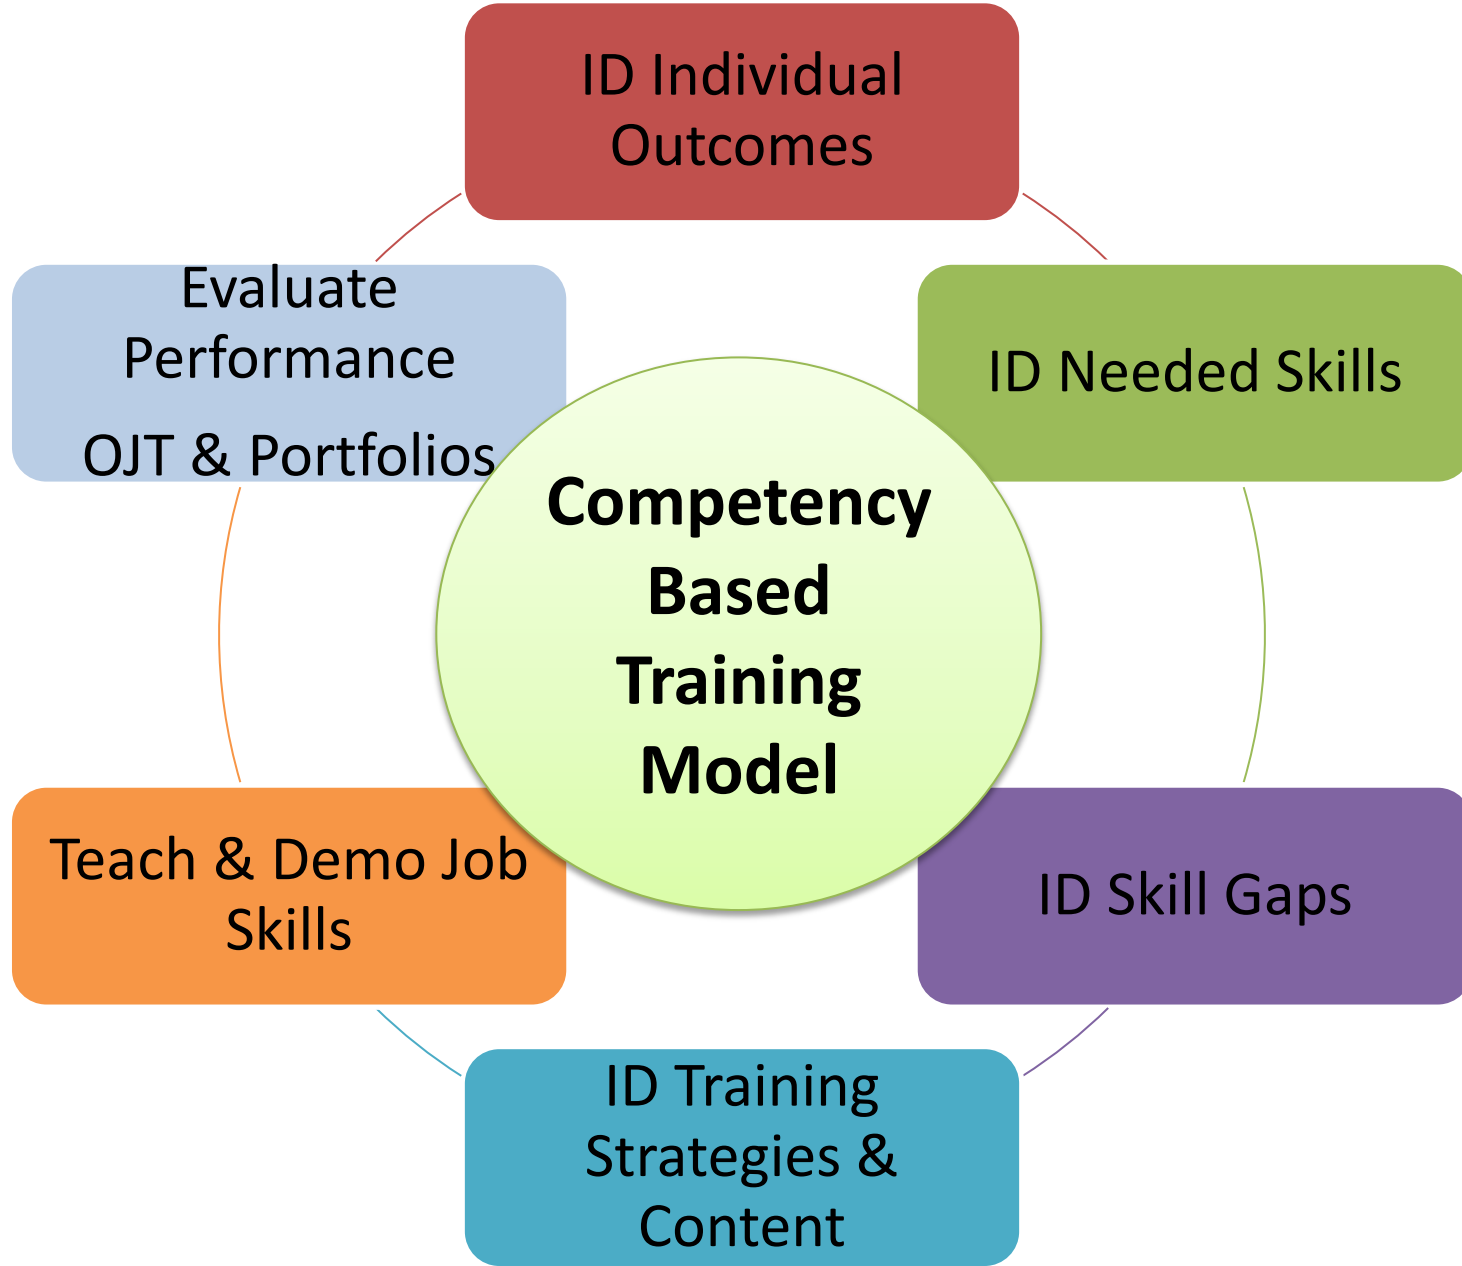 ID Individual
Outcomes
ID Needed Skills
ID Skill Gaps
ID Training
Strategies &
Content
Teach & Demo Job
Skills
Evaluate
Performance
OJT & Portfolios
Competency
Based
Training
Model